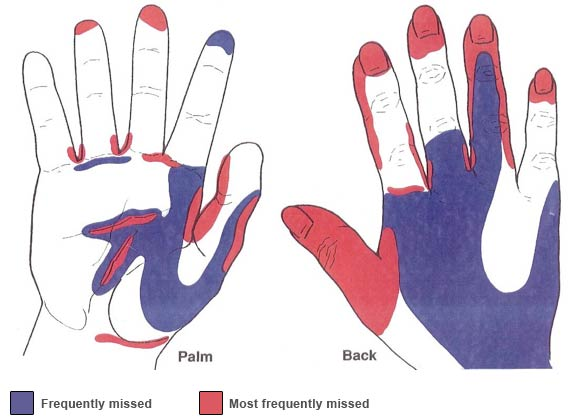 Palm
Back
Frequently missed
Most frequently missed